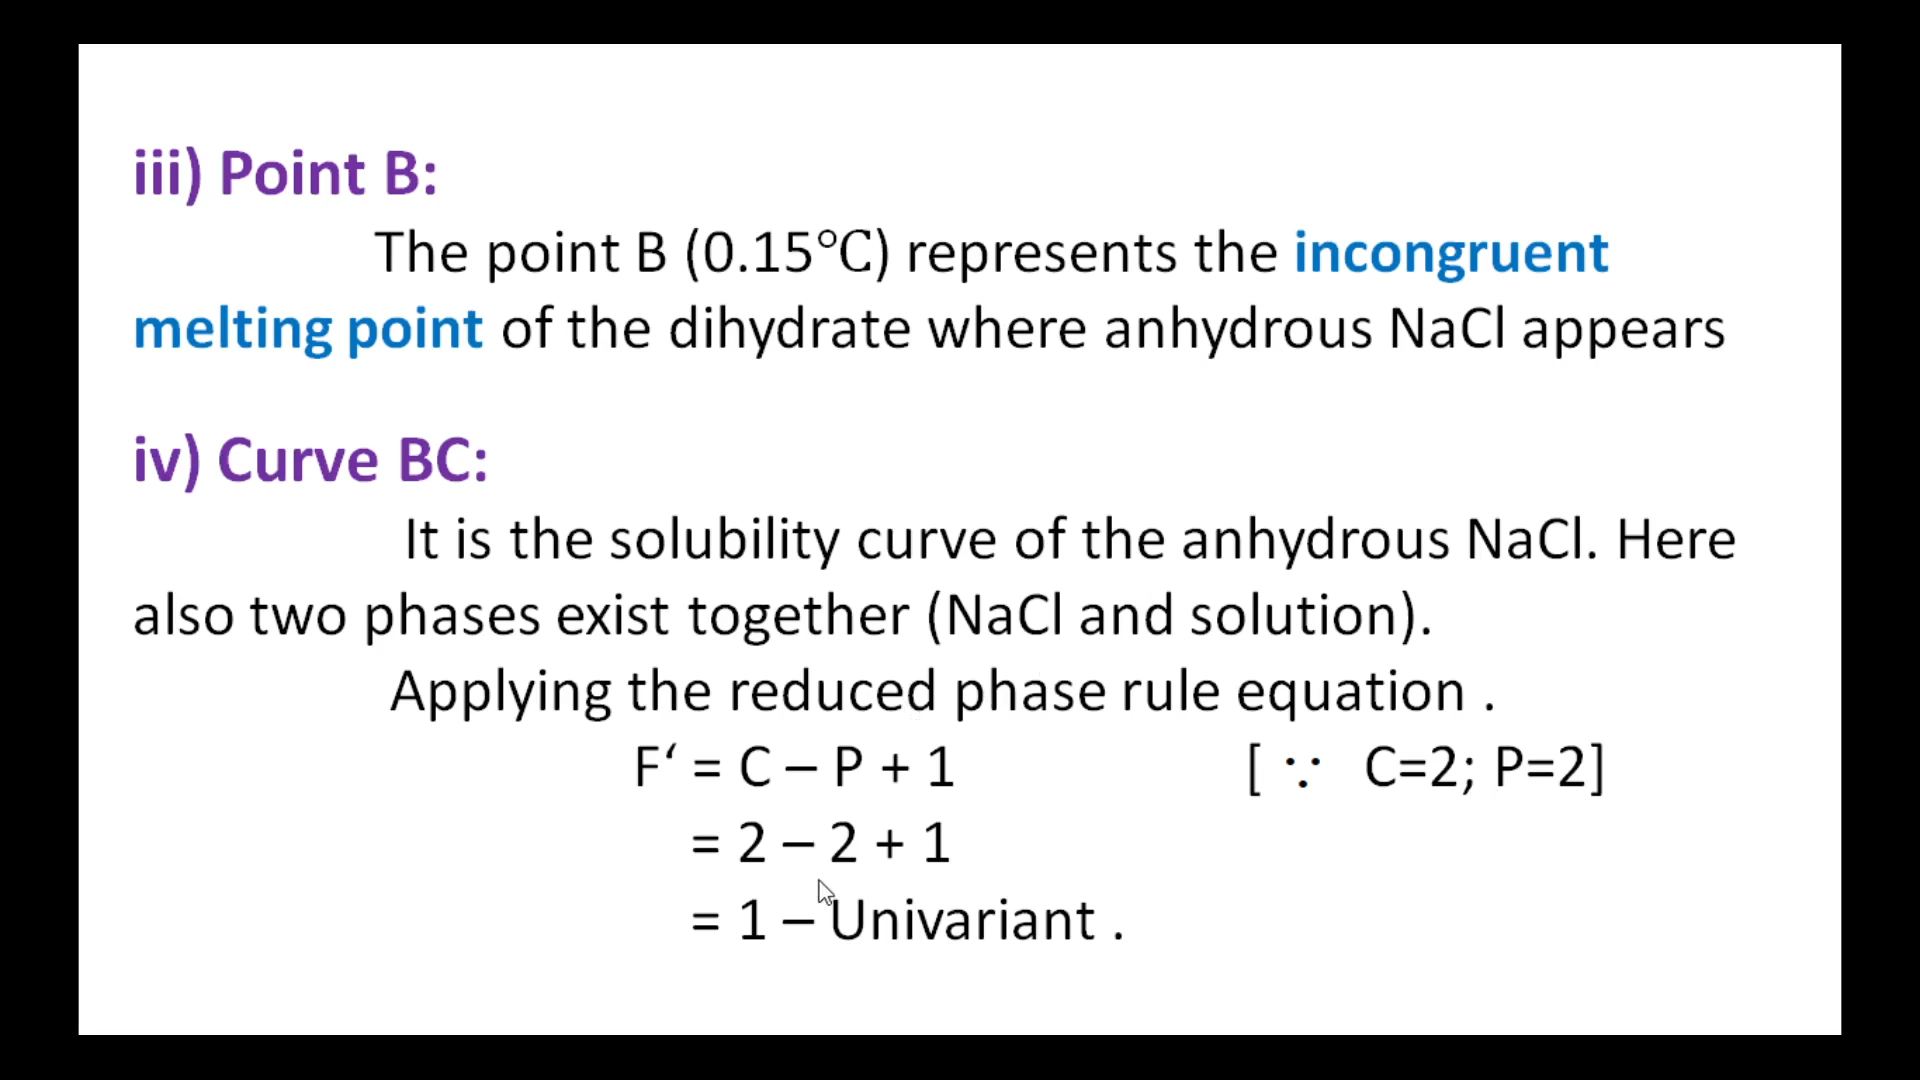 iii) Point B:
The point B (0.15°C) represents the incongruent
melting point of the dihydrate where anhydrous NaCl appears
iv) Curve BC:
It is the solubility curve of the anhydrous NaCl. Here
also two phases exist together (NaCl and solution).
Applying the reduced phase rule equation .
F‘ = C – P + 1 [ ∵ C=2; P=2]
= 2 – 2 + 1
= 1 – Univariant .